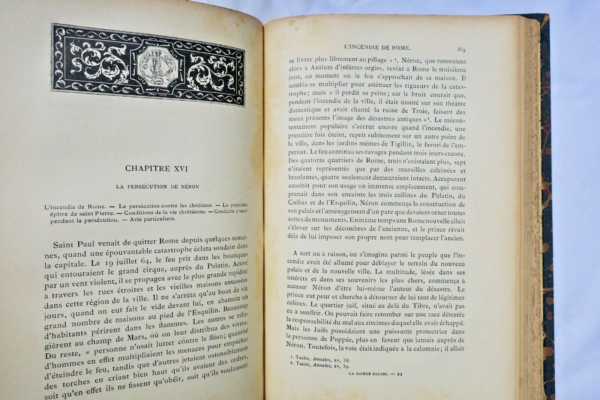 CHAPITRE XVI
LA PERSÉCUTION DE NÉRON
L'incendie de Rome. — La persécution contre les chrétiens. — La première
épître de saint Pierre. — Conditions de la vie chrétienne. — Conduite à tenir
pendant la persécution. — Avis particuliers.
Saint Paul venait de quitter Rome depuis quelques semai-
nes, quand une épouvantable catastrophe éclata soudain dans
la capitale. Le 19 juillet 64, le feu prit dans les boutiques
qui entouraient le grand cirque, auprès du Palatin. Activé
par un vent violent, il se propagea avec la plus grande rapidité
à travers les rues étroites et les vieilles maisons entassées
dans cette région de la ville. Il ne s'arrêta qu'au bout de six
jours, quand on eut fait le vide devant lui, en abattant un
grand nombre de maisons au pied de l'Esquilin. Beaucoup
d'habitants périrent dans les flammes. Les autres se réfu-
gièrent au champ de Mars, où on leur distribua des vivres.
Du reste, « personne n'osait lutter contre le fléau; quantité
d'hommes en effet multipliaient les menaces pour empêcher
d'éteindre le feu, tandis que d'autres jetaient ostensiblement
des torches en criant bien haut qu'ils avaient des ordres,
soit qu'en effet ils ne fissent qu'obéir, soit qu'ils voulussent
L'INCENDIE DE ROME. 369
se livrer plus librement au pillage » ¹. Néron, que retenaient
alors à Antium d'infâmes orgies, revint à Rome le troisième
jour, au moment où le feu s'approchait de sa maison. Il
sembla se multiplier pour atténuer les rigueurs de la catas-
trophe; mais « il perdit sa peine; car le bruit courait que,
pendant l'incendie de la ville, il était monté sur son théâtre
domestique et avait chanté la ruine de Troie, faisant des
maux présents l'image des désastres antiques »². Le mécon-
tentement populaire s'accrut encore quand l'incendie, une
première fois éteint, reprit subitement sur un autre point
de la ville, dans les jardins mêmes de Tigellin, le favori de l'em-
pereur. Le feu continua ses ravages pendant trois jours encore.
Des quatorze quartiers de Rome, trois n'existaient plus, sept
n'étaient représentés que par des murailles calcinées et
branlantes, quatre seulement demeuraient intacts. Accaparant
aussitôt pour son usage un immense emplacement, qui compre-
nait dans son enceinte les trois collines du Palatin, du
Cœlius et de l'Esquilin, Néron commença la construction de
son palais et l'aménagement d'un parc que devaient orner toutes
sortes de monuments. En même temps une Rome nouvelle allait
s'élever sur les décombres de l'ancienne, et le prince rêvait
déjà de lui imposer son propre nom pour remplacer l'ancien.
A tort ou à raison, on s'imagina parmi le peuple que l'in-
cendie avait été allumé pour déblayer le terrain du nouveau
palais et de la nouvelle ville. La multitude, lésée dans ses
intérêts et dans ses souvenirs les plus chers, commença à
accuser Néron d'être lui-même l'auteur du désastre. Le
prince eut peur et chercha à détourner de lui tant de légitimes
colères. Le quartier juif, situé au delà du Tibre, n'avait pas
eu à souffrir. On pouvait faire retomber sur une race détestée
la responsabilité du mal aux atteintes duquel elle avait échappé.
Mais les Juifs possédaient une puissante protectrice dans
la personne de Poppée, plus en faveur que jamais auprès de
Néron. Toutefois, la voie était indiquée à la calomnie; il allait
1. Tacite, Annales, xv, 38.
2. Tacite, Annales, xv, 39.
LA SAINTE ÉGLISE. — 24